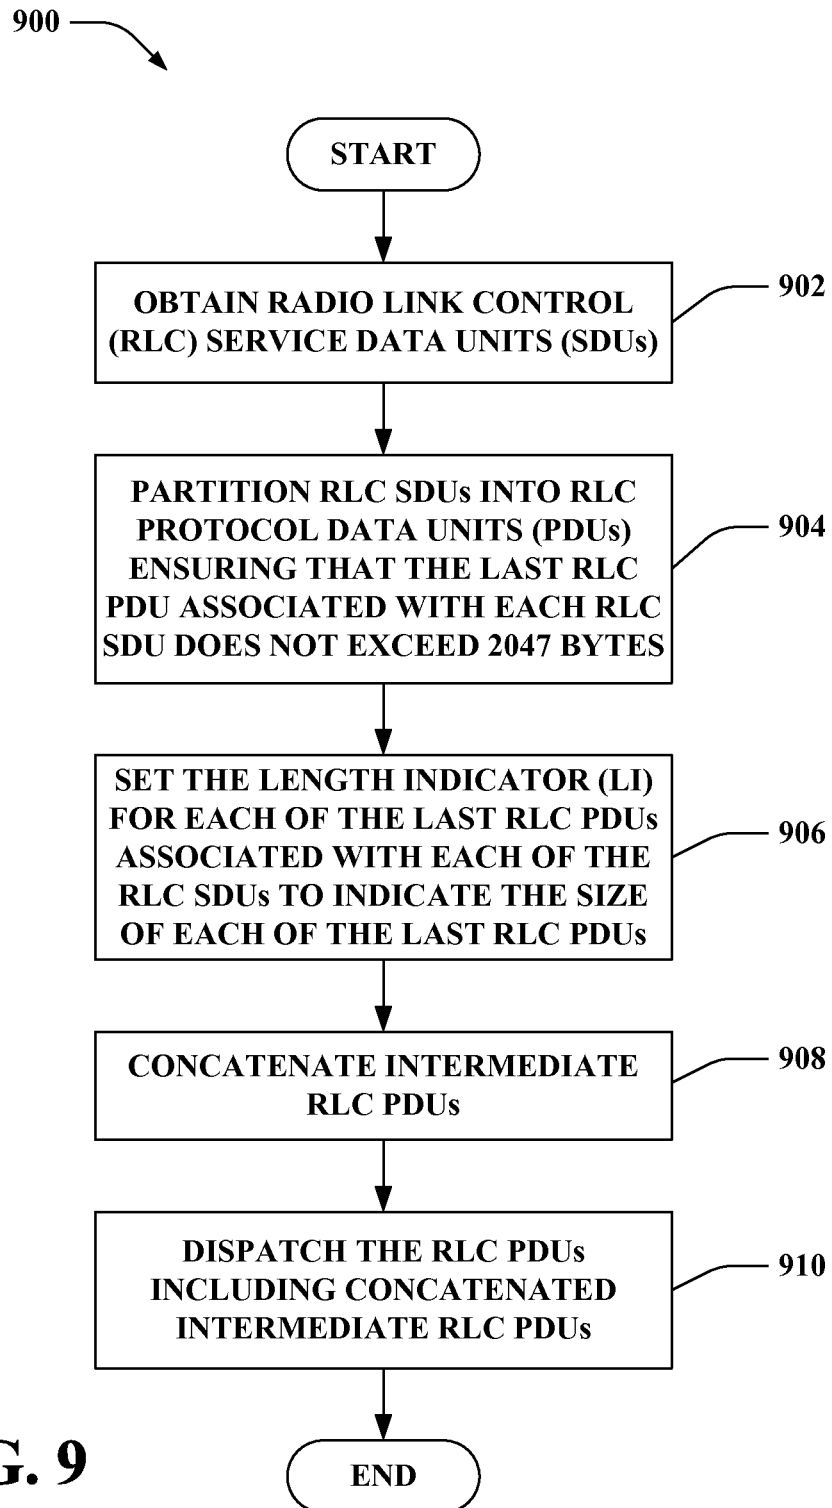 900
START
OBTAIN RADIO LINK CONTROL
(RLC) SERVICE DATA UNITS (SDUs)
902
PARTITION RLC SDUs INTO RLC
PROTOCOL DATA UNITS (PDUs)
ENSURING THAT THE LAST RLC
PDU ASSOCIATED WITH EACH RLC
SDU DOES NOT EXCEED 2047 BYTES
904
SET THE LENGTH INDICATOR (LI)
FOR EACH OF THE LAST RLC PDUs
ASSOCIATED WITH EACH OF THE
RLC SDUs TO INDICATE THE SIZE
OF EACH OF THE LAST RLC PDUs
906
CONCATENATE INTERMEDIATE
RLC PDUs
908
DISPATCH THE RLC PDUs
INCLUDING CONCATENATED
INTERMEDIATE RLC PDUs
910
G. 9
END